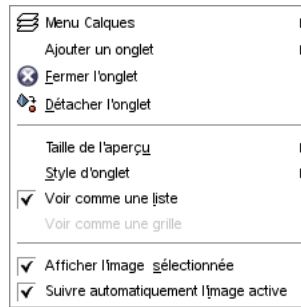 Menu Calques
Ajouter un onglet
Fermer l'onglet
Détacher l'onglet
Taille de l'aperçu
Style d'onglet
Voir comme une liste
Voir comme une grille
Afficher l'image sélectionnée
Suivre automatiquement l'image active